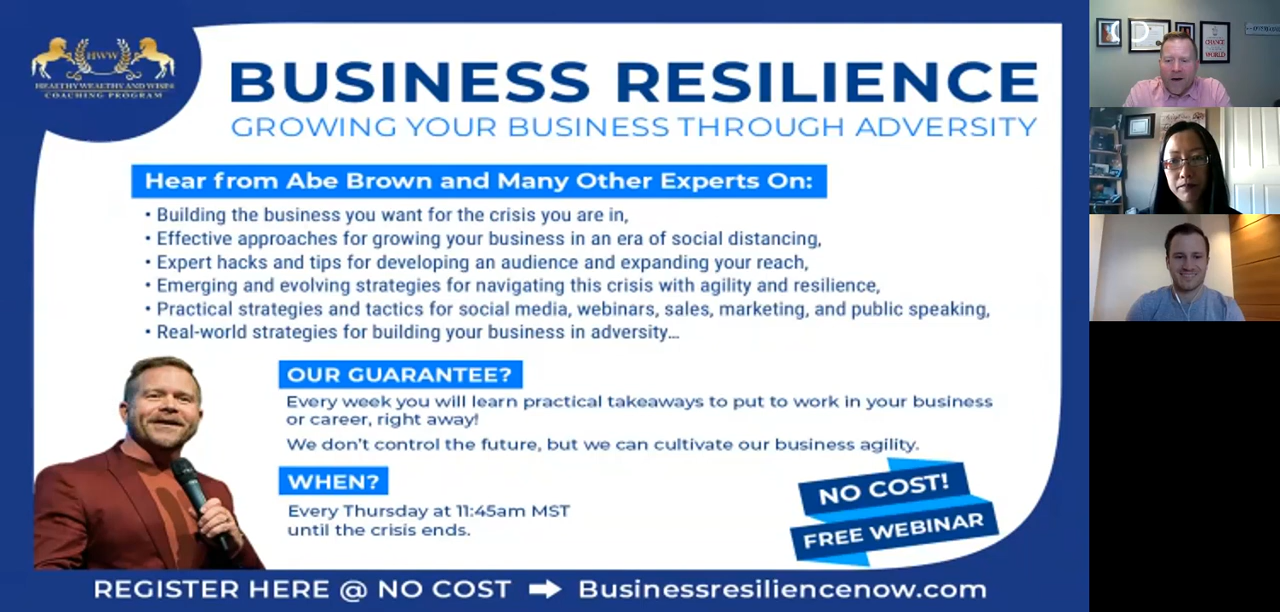 HWW
HEALTHY WEALTHY AND WISE
COACHING PROGRAM
BUSINESS RESILIENCE
GROWING YOUR BUSINESS THROUGH ADVERSITY
Hear from Abe Brown and Many Other Experts On:
• Building the business you want for the crisis you are in,
• Effective approaches for growing your business in an era of social distancing,
• Expert hacks and tips for developing an audience and expanding your reach,
• Emerging and evolving strategies for navigating this crisis with agility and resilience,
• Practical strategies and tactics for social media, webinars, sales, marketing, and public speaking,
• Real-world strategies for building your business in adversity...
OUR GUARANTEE?
Every week you will learn practical takeaways to put to work in your business
or career, right away!
We don't control the future, but we can cultivate our business agility.
WHEN?
Every Thursday at 11:45am MST
until the crisis ends.
NO COST!
FREE WEBINAR
REGISTER HERE @ NO COST ➡ Businessresiliencenow.com
CHANGE
WORLD